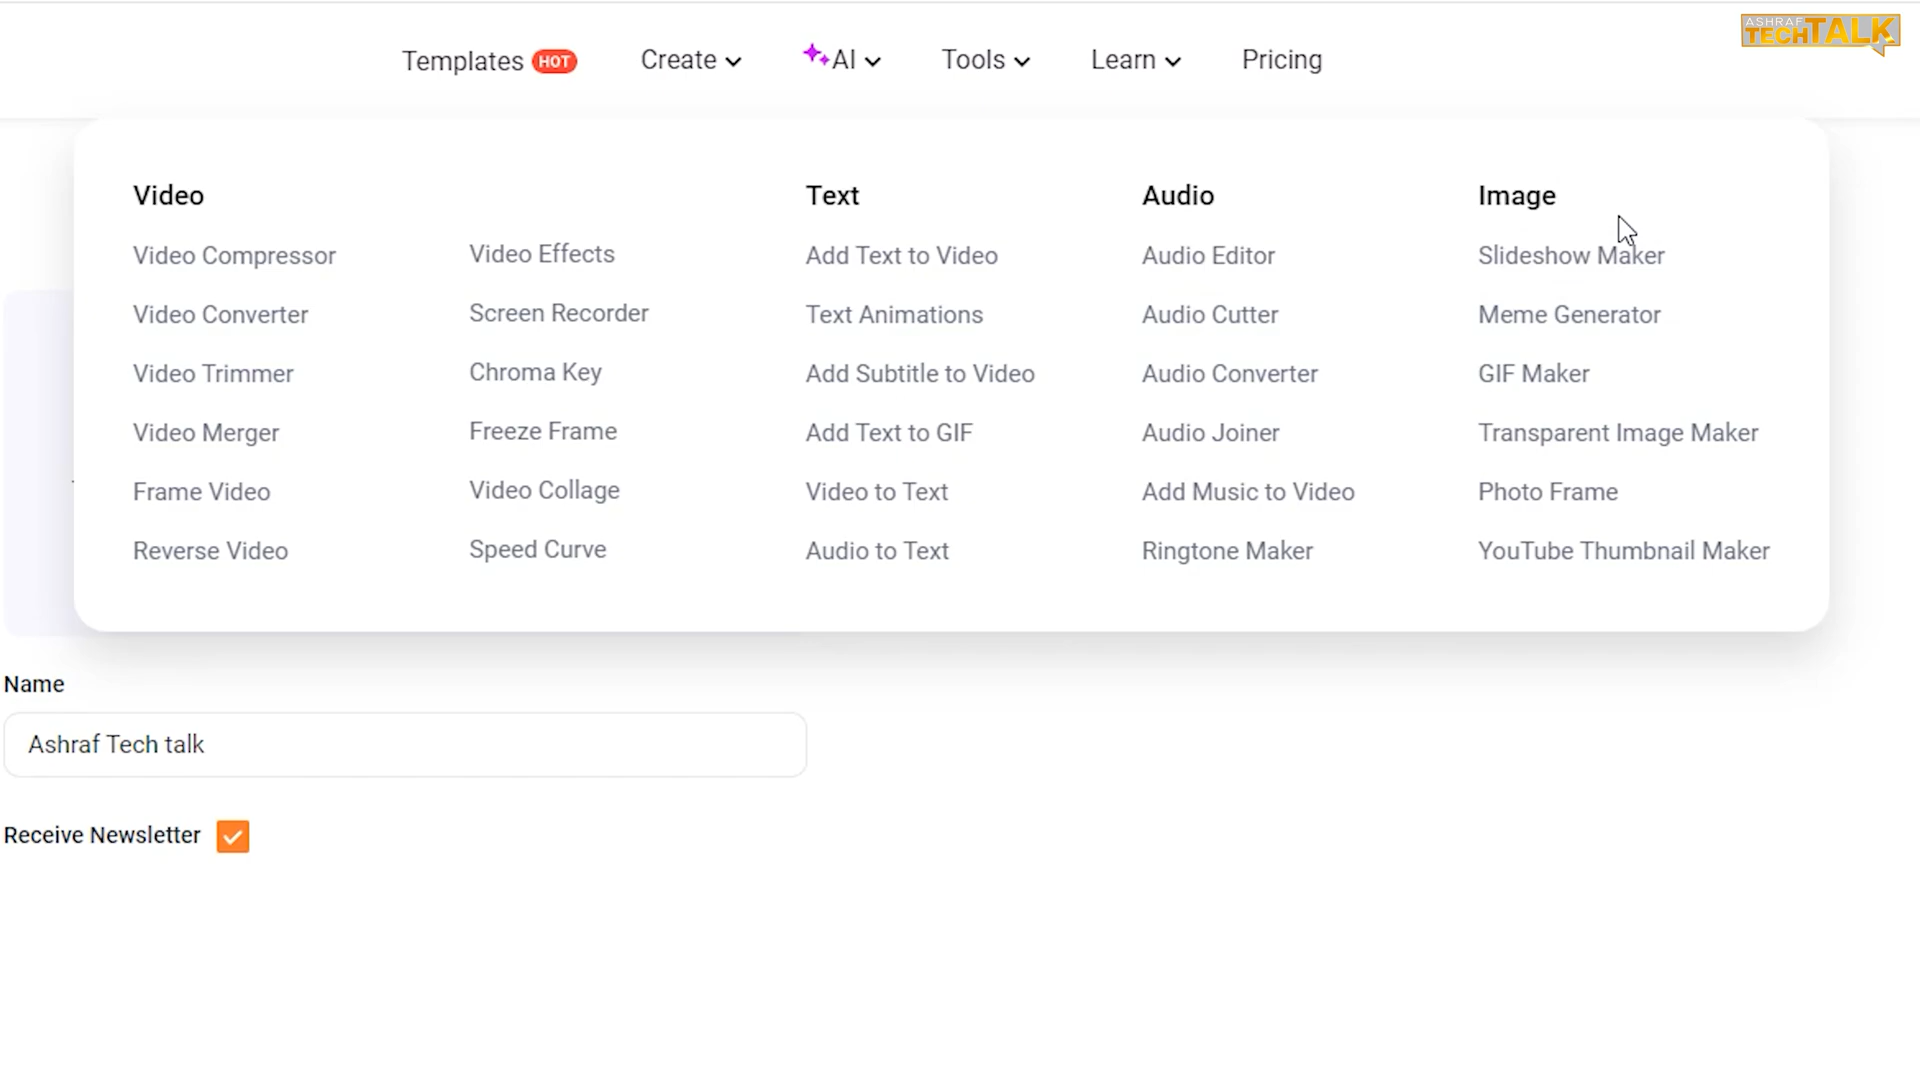 ASHRAF
TECHTALK
Templates HOT Create AI Tools Learn Pricing
Video
Video Compressor
Video Converter
Video Trimmer
Video Merger
Frame Video
Reverse Video
Video Effects
Screen Recorder
Chroma Key
Freeze Frame
Video Collage
Speed Curve
Text
Add Text to Video
Text Animations
Add Subtitle to Video
Add Text to GIF
Video to Text
Audio to Text
Audio
Audio Editor
Audio Cutter
Audio Converter
Audio Joiner
Add Music to Video
Ringtone Maker
Image
Slideshow Maker
Meme Generator
GIF Maker
Transparent Image Maker
Photo Frame
YouTube Thumbnail Maker
Name
Ashraf Tech talk
Receive Newsletter